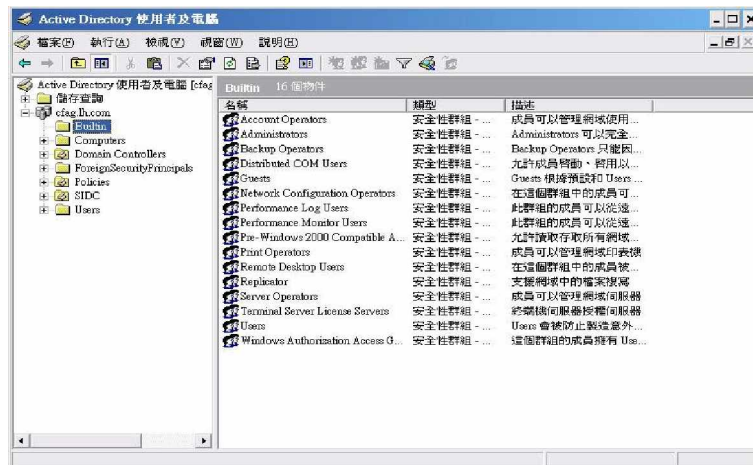 Active Directory 使用者及電腦
檔案(F) 執行(A) 檢視(V) 視窗(W) 說明(H)
Active Directory 使用者及電腦 [cfag
儲存查詢
cfag.lh.com
Builtin
Computers
Domain Controllers
ForeignSecurityPrincipals
Policies
SIDC
Users
Builtin 16 個物件
名稱 類型 描述
Account Operators 安全性群組 - ... 成員可以管理網域使用...
Administrators 安全性群組 - ... Administrators 可以完全...
Backup Operators 安全性群組 - ... Backup Operators 只能因...
Distributed COM Users 安全性群組 - ... 允許成員啓動、啓用以...
Guests 安全性群組 - ... Guests 根據預設和 Users ...
Network Configuration Operators 安全性群組 - ... 在這個群組中的成員可...
Performance Log Users 安全性群組 - ... 此群組的成員可以從遠...
Performance Monitor Users 安全性群組 - ... 此群組的成員可以從遠...
Pre-Windows 2000 Compatible A... 安全性群組 - ... 允許讀取存取所有網域...
Print Operators 安全性群組 - ... 成員可以管理網域印表機
Remote Desktop Users 安全性群組 - ... 在這個群組中的成員被...
Replicator 安全性群組 - ... 支援網域中的檔案複寫
Server Operators 安全性群組 - ... 成員可以管理網域伺服器
Terminal Server License Servers 安全性群組 - ... 終端機伺服器授權伺服器
Users 安全性群組 - ... Users 會被防止製造意外...
Windows Authorization Access G... 安全性群組 - ... 這個群組的成員擁有 Use...